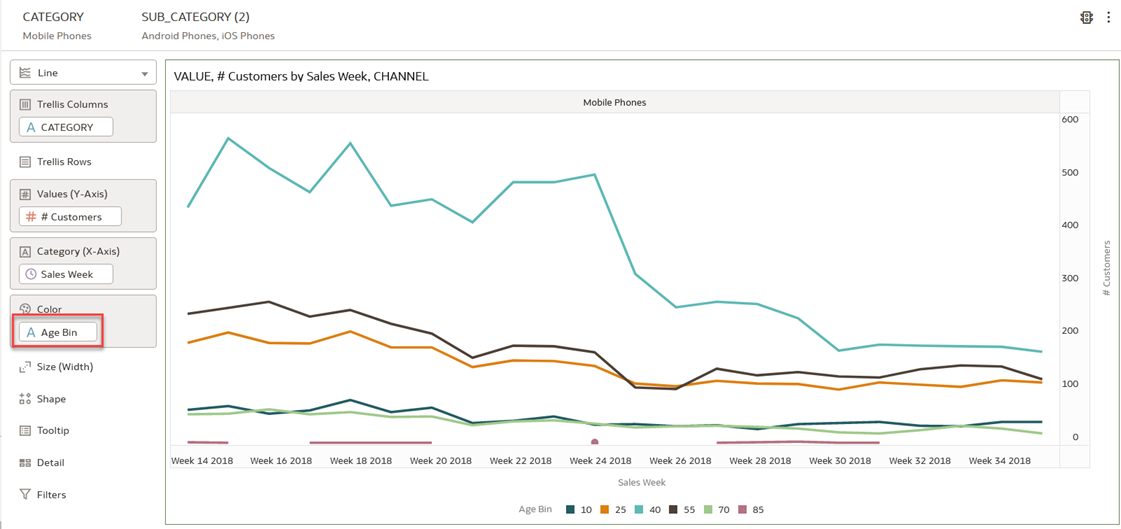 CATEGORY
Mobile Phones
SUB_CATEGORY (2)
Android Phones, iOS Phones
Line
Trellis Columns
A CATEGORY
Trellis Rows
Values (Y-Axis)
# # Customers
Category (X-Axis)
Sales Week
Color
A Age Bin
Size (Width)
Shape
Tooltip
Detail
Filters
VALUE, # Customers by Sales Week, CHANNEL
Mobile Phones
600
500
400
300
200
100
0
# Customers
Week 14 2018 Week 16 2018 Week 18 2018 Week 20 2018 Week 22 2018 Week 24 2018 Week 26 2018 Week 28 2018 Week 30 2018 Week 32 2018 Week 34 2018
Sales Week
Age Bin 10 25 40 55 70 85